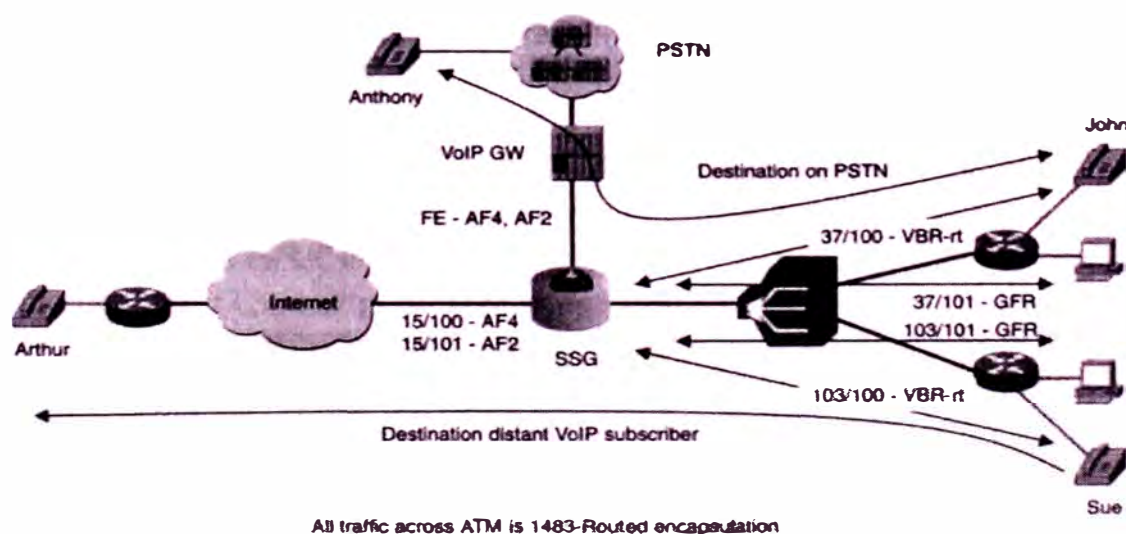 PSTN
Anthony
John
VoIP GW
Destination on PSTN
FE - AF4, AF2
37/100 - VBR-rt
Internet
37/101 - GFR
15/100 - AF4
103/101 - GFR
15/101 - AF2
Arthur
SSG
103/100 - VBR-rt
Destination distant VoIP subscriber
Sue
All traffic across ATM is 1483-Routed encapsulation